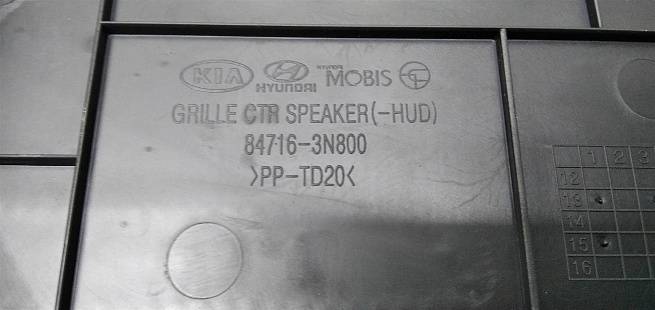 KIA HYUNDAI HYUNDAI MOBIS
GRILLE CTR SPEAKER(-HUD)
84716-3N800
>PP-TD20<
1 2 3
12
13
14
15
16